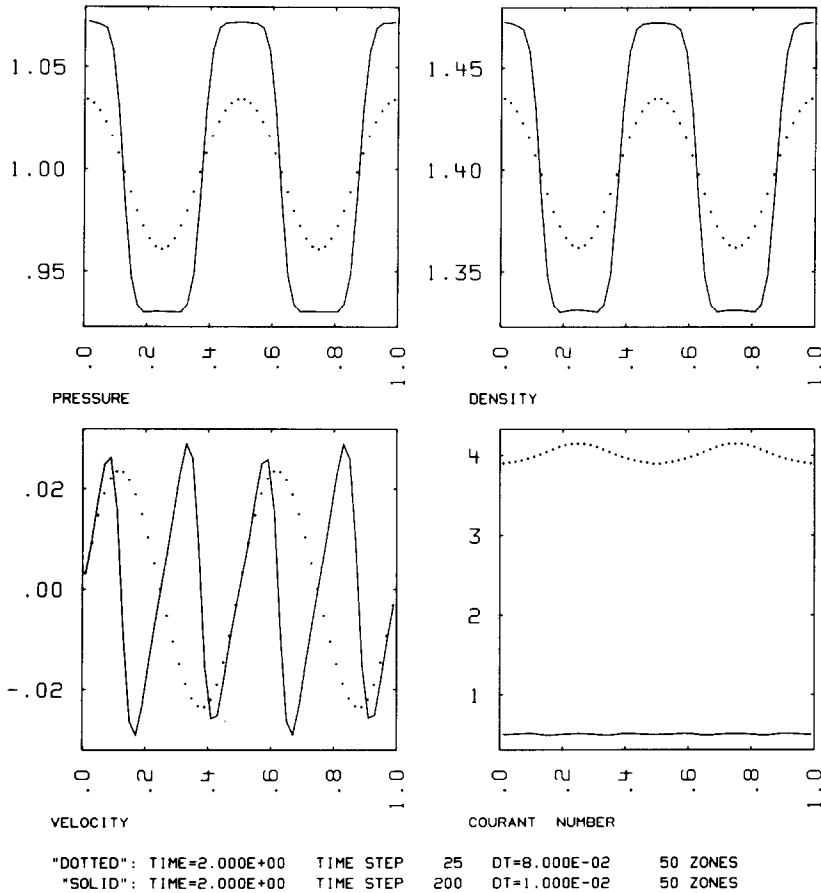 1.05
1.00
.95
.0 .2 .4 .6 .8 1.0
PRESSURE
1.45
1.40
1.35
.0 .2 .4 .6 .8 1.0
DENSITY
.02
.00
-.02
.0 .2 .4 .6 .8 1.0
VELOCITY
4
3
2
1
.0 .2 .4 .6 .8 1.0
COURANT NUMBER
"DOTTED": TIME=2.000E+00 TIME STEP 25 DT=8.000E-02 50 ZONES
"SOLID": TIME=2.000E+00 TIME STEP 200 DT=1.000E-02 50 ZONES